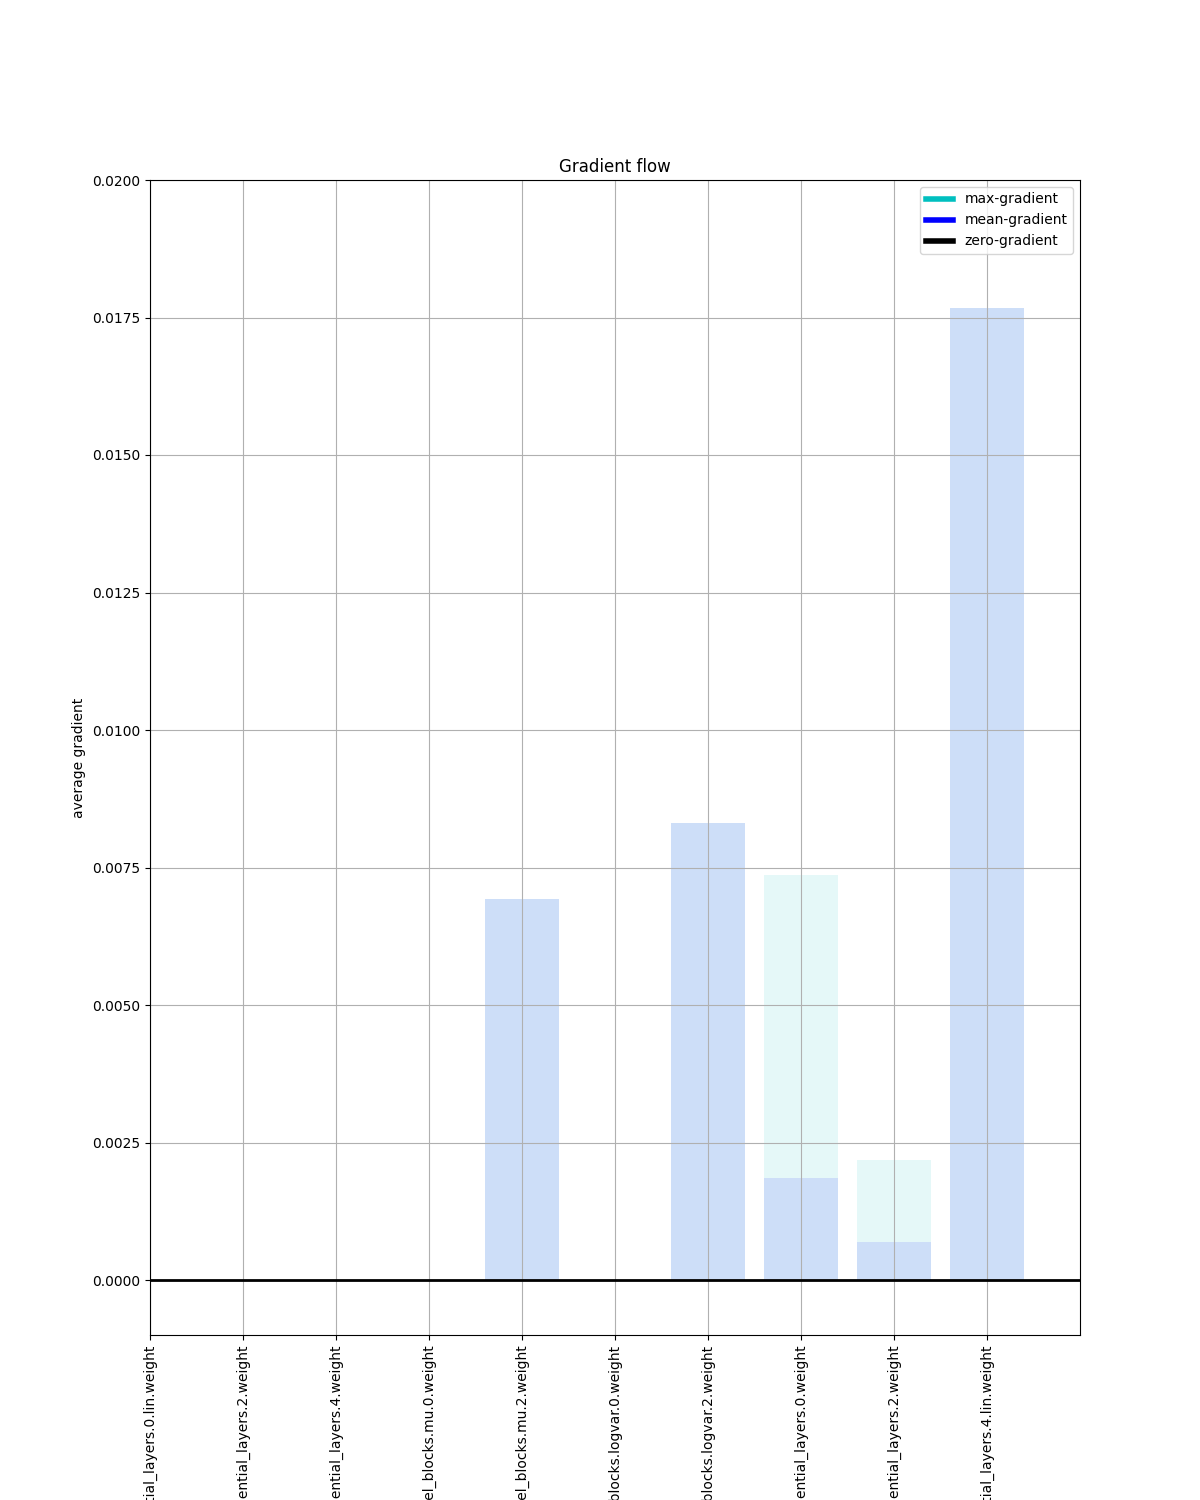 Gradient flow
max-gradient
mean-gradient
zero-gradient
0.0200
0.0175
0.0150
0.0125
0.0100
0.0075
0.0050
0.0025
0.0000
average gradient
tial_layers.0.lin.weight
ential_layers.2.weight
ential_layers.4.weight
el_blocks.mu.0.weight
el_blocks.mu.2.weight
blocks.logvar.0.weight
blocks.logvar.2.weight
ential_layers.0.weight
ential_layers.2.weight
tial_layers.4.lin.weight